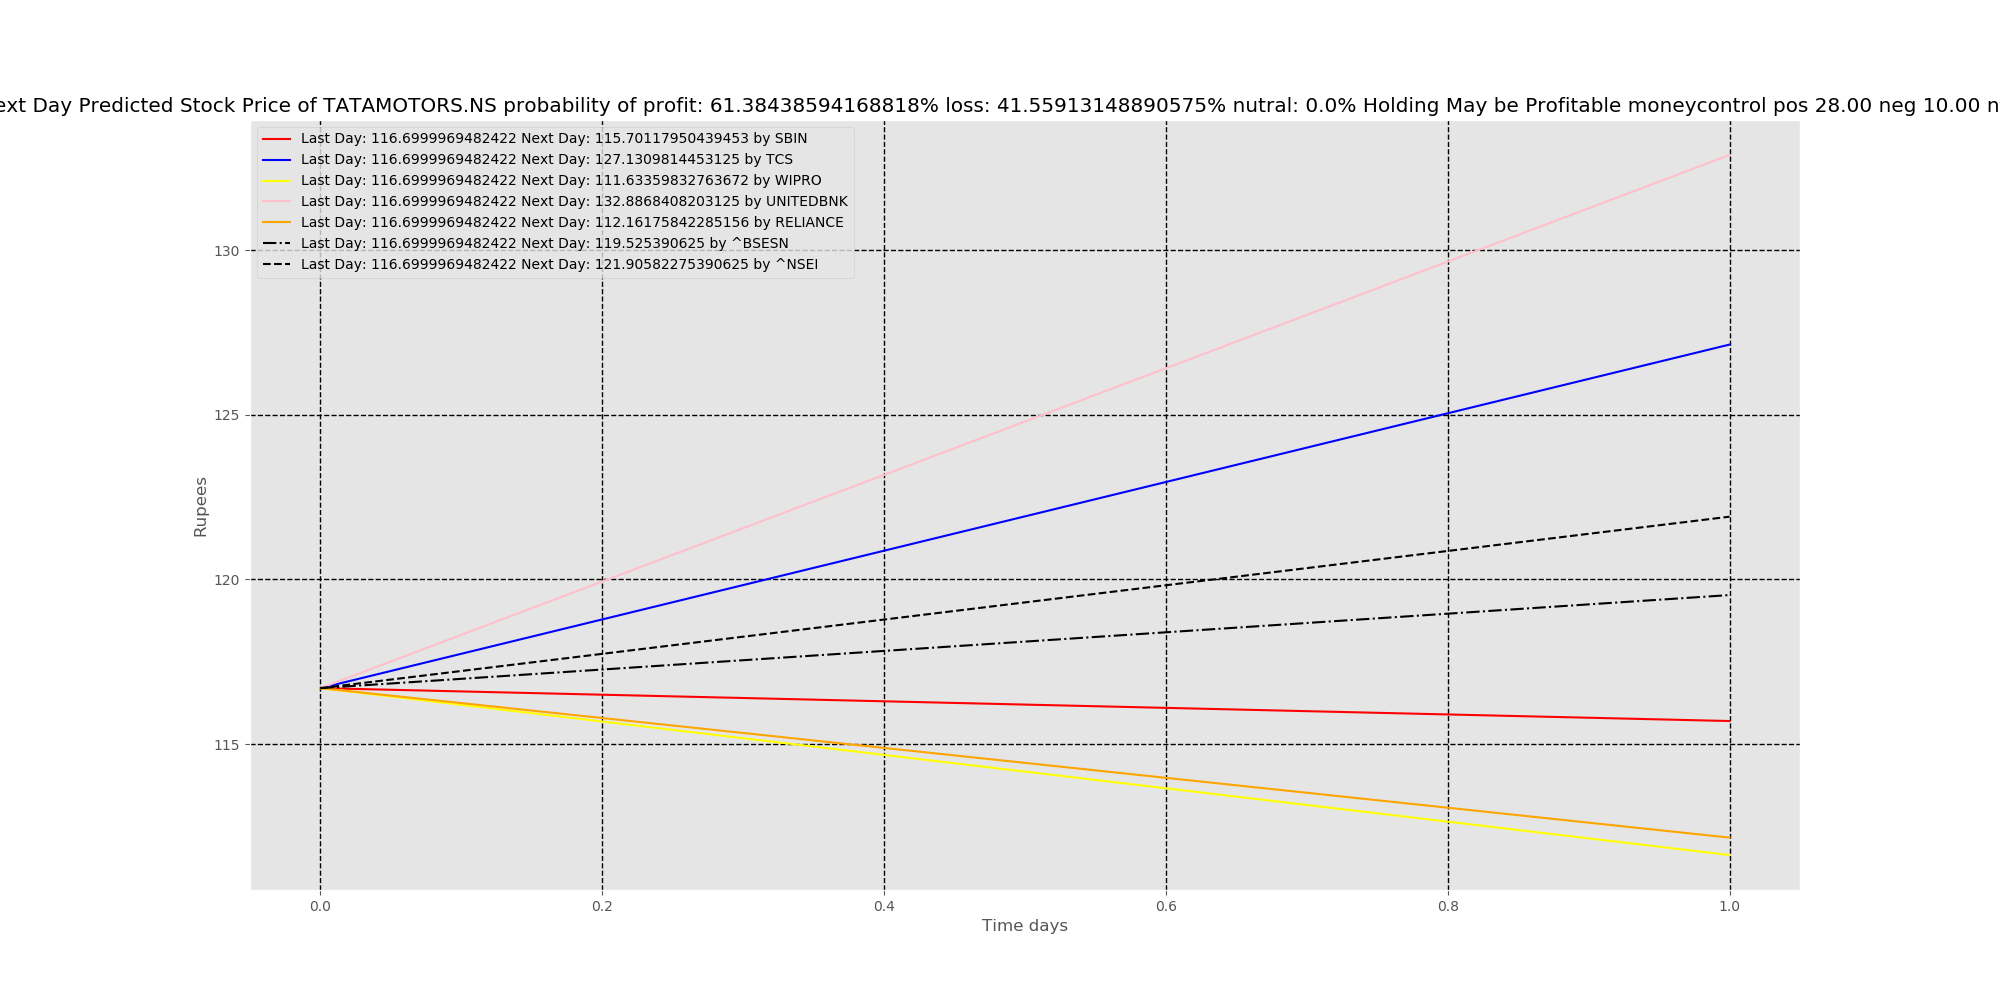 ext Day Predicted Stock Price of TATAMOTORS.NS probability of profit: 61.38438594168818% loss: 41.55913148890575% nutral: 0.0% Holding May be Profitable moneycontrol pos 28.00 neg 10.00 n
Last Day: 116.6999969482422 Next Day: 115.70117950439453 by SBIN
Last Day: 116.6999969482422 Next Day: 127.1309814453125 by TCS
Last Day: 116.6999969482422 Next Day: 111.63359832763672 by WIPRO
Last Day: 116.6999969482422 Next Day: 132.8868408203125 by UNITEDBNK
Last Day: 116.6999969482422 Next Day: 112.16175842285156 by RELIANCE
Last Day: 116.6999969482422 Next Day: 119.525390625 by ^BSESN
Last Day: 116.6999969482422 Next Day: 121.90582275390625 by ^NSEI
130
125
120
115
Rupees
0.0 0.2 0.4 0.6 0.8 1.0
Time days